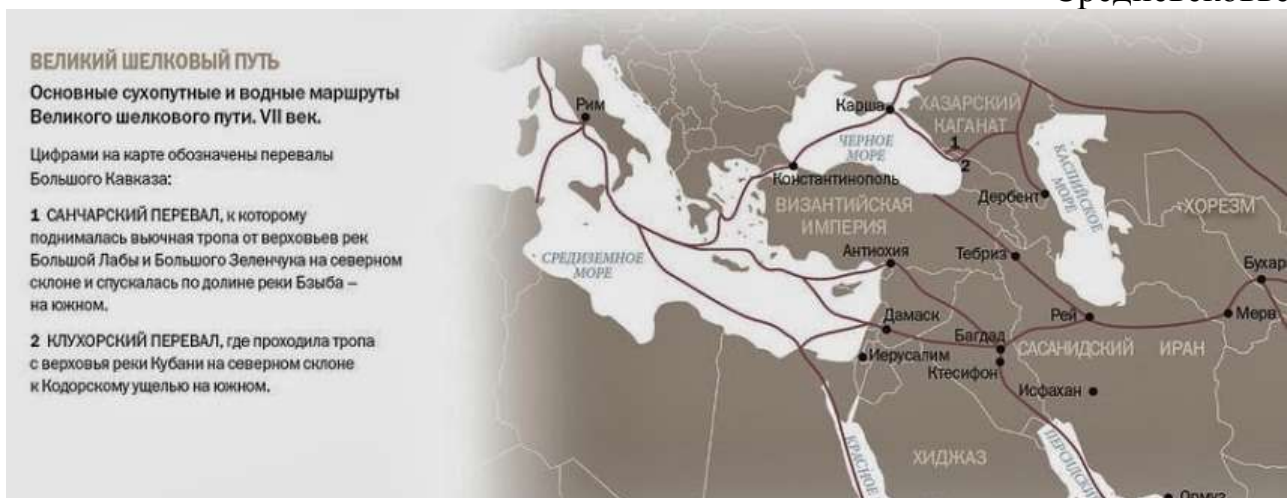 ВЕЛИКИЙ ШЕЛКОВЫЙ ПУТЬ
Основные сухопутные и водные маршруты
Великого шелкового пути. VII век.
Цифрами на карте обозначены перевалы
Большого Кавказа:
1 САНЧАРСКИЙ ПЕРЕВАЛ, к которому
поднималась вьючная тропа от верховьев рек
Большой Лабы и Большого Зеленчука на северном
склоне и спускалась по долине реки Бзыба –
на южном.
2 КЛУХОРСКИЙ ПЕРЕВАЛ, где проходила тропа
с верховья реки Кубани на северном склоне
к Кодорскому ущелью на южном.
Рим
Карша
ХАЗАРСКИЙ
КАГАНАТ
ЧЕРНОЕ
МОРЕ
1
2
Константинополь
Дербент
КАСПИЙСКОЕ
МОРЕ
ХОРЕЗМ
ВИЗАНТИЙСКАЯ
ИМПЕРИЯ
СРЕДИЗЕМНОЕ
МОРЕ
Антиохия
Тебриз
Бухар
Дамаск
Рей
Мерв
Багдад
САСАНИДСКИЙ ИРАН
Иерусалим
Ктесифон
Исфахан
ХИДЖАЗ
КРАСНОЕ
ПЕРСИДСКИ
Ормуз